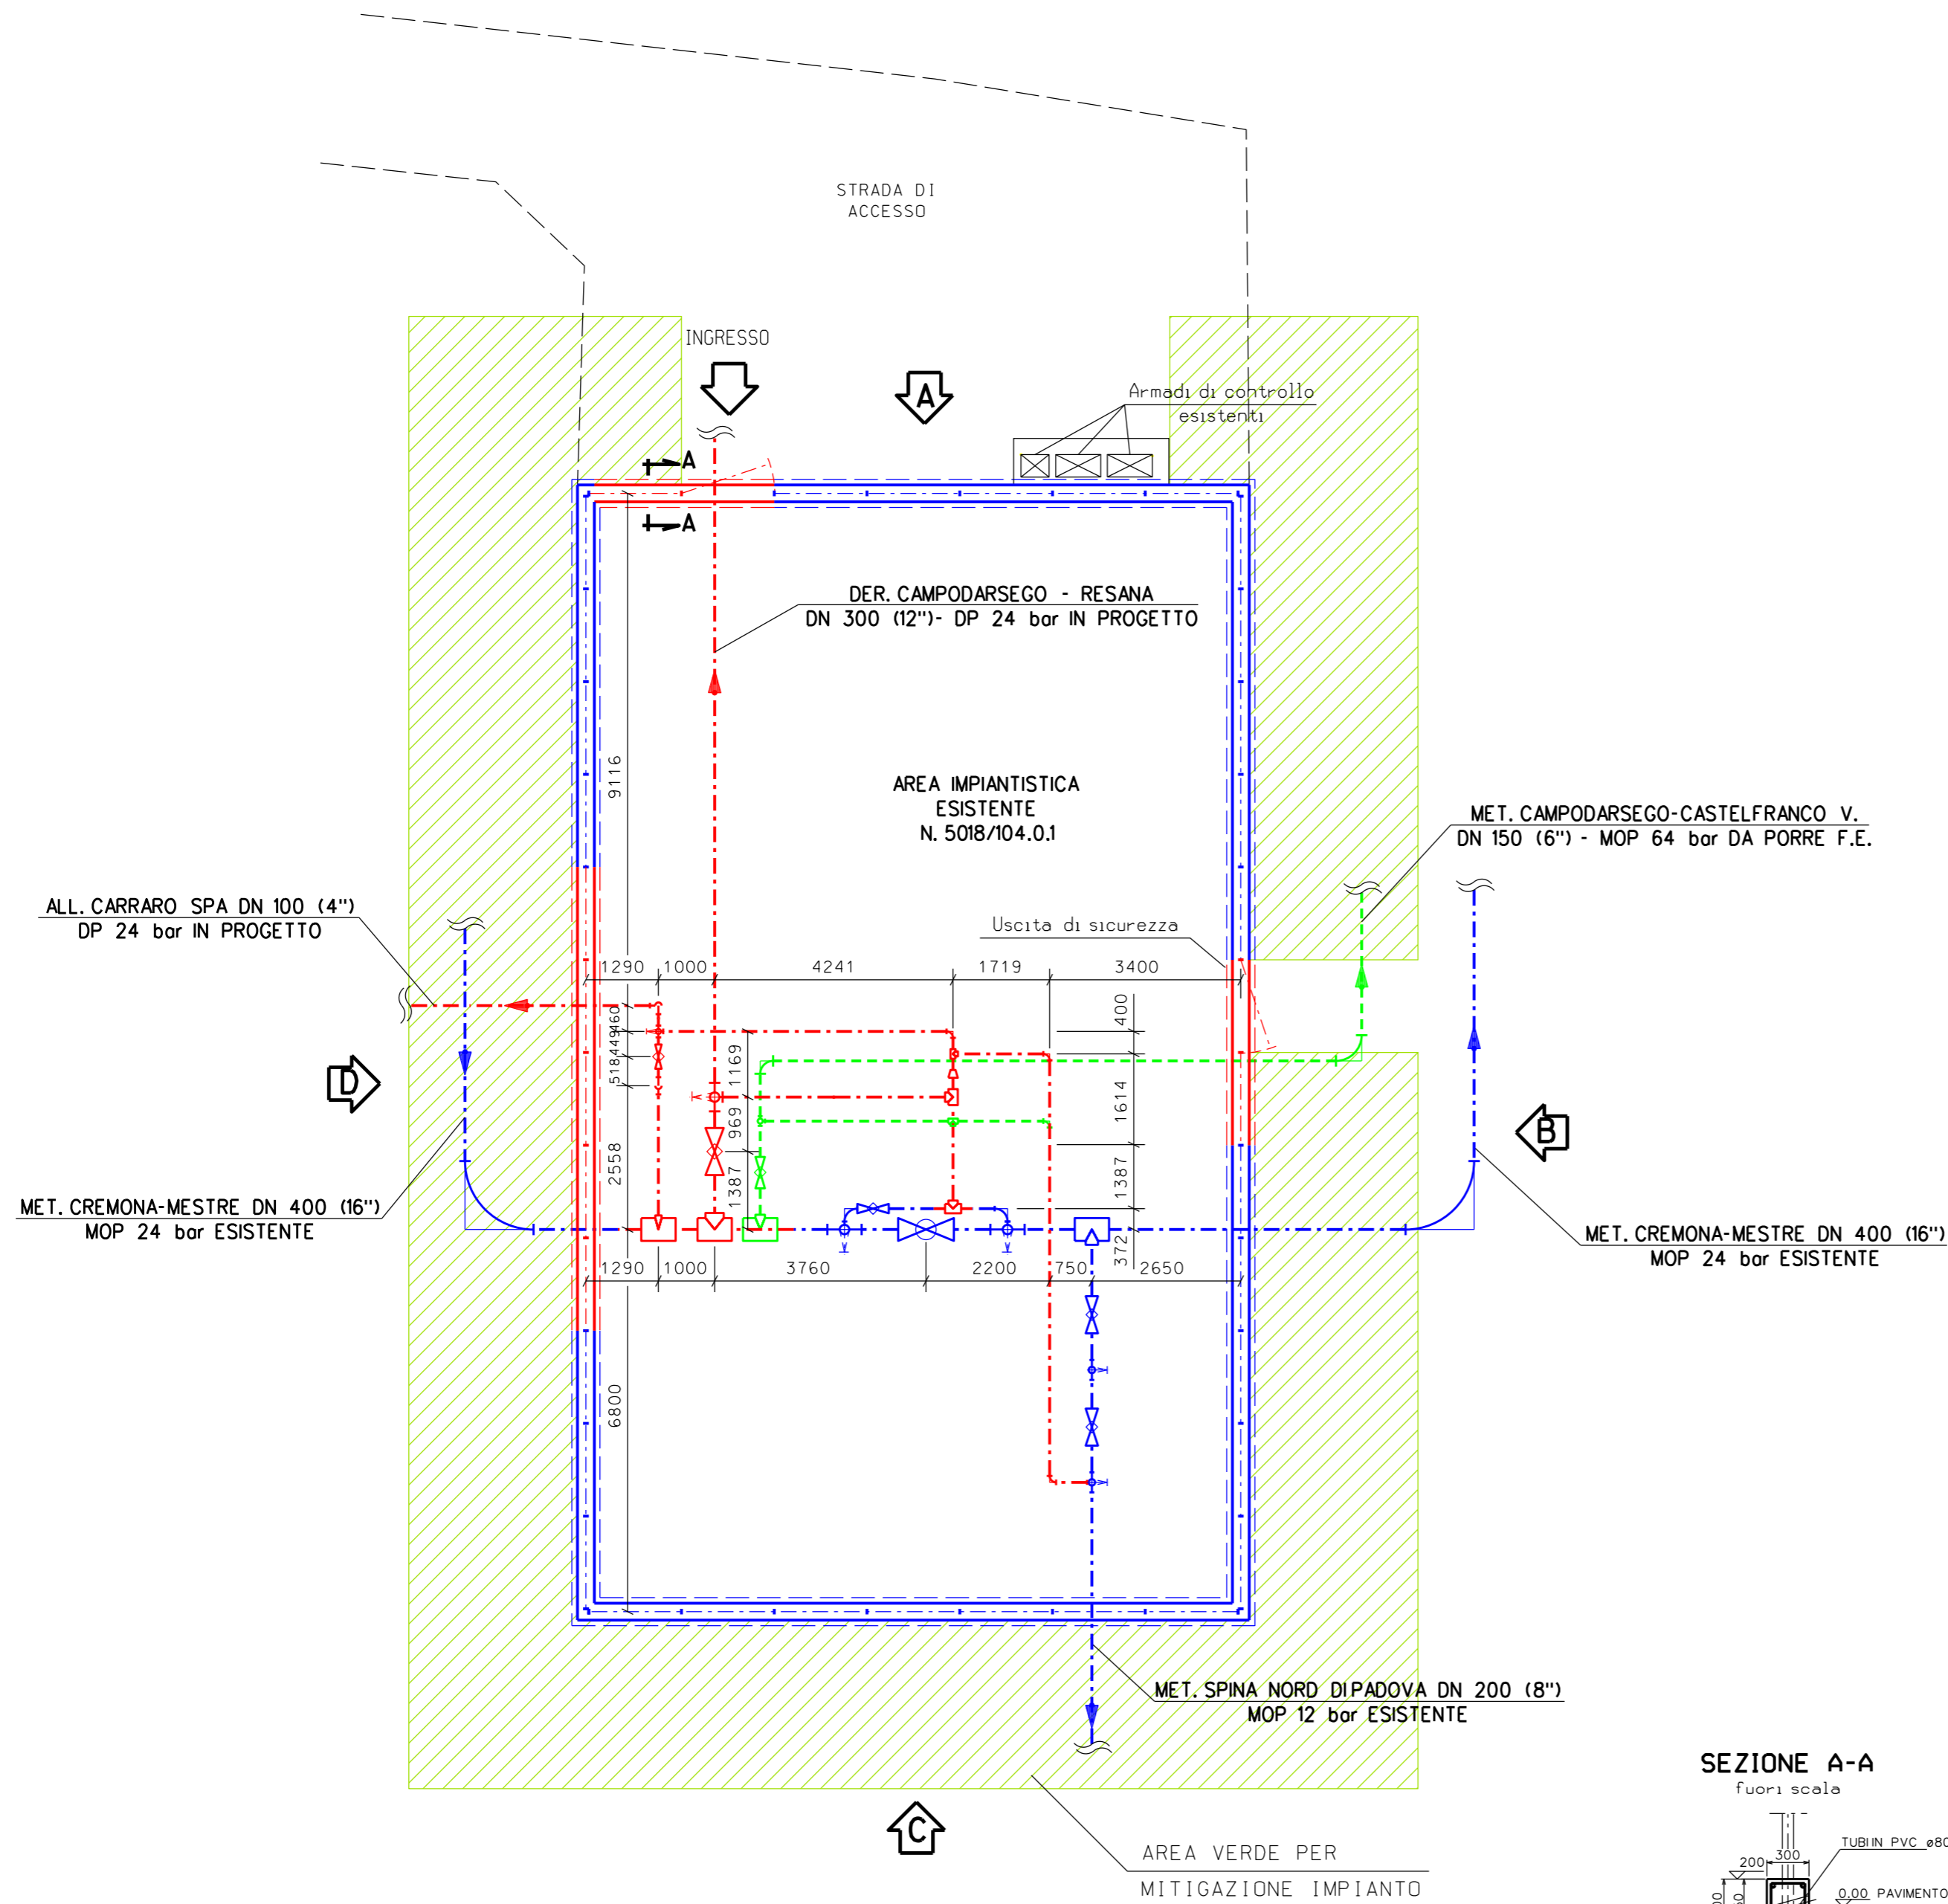 STRADA DI
ACCESSO
INGRESSO
A
Armadi di controllo
esistenti
A
A
DER. CAMPODARSEGO - RESANA
DN 300 (12")- DP 24 bar IN PROGETTO
9116
AREA IMPIANTISTICA
ESISTENTE
N. 5018/104.0.1
MET. CAMPODARSEGO-CASTELFRANCO V.
DN 150 (6") - MOP 64 bar DA PORRE F.E.
ALL. CARRARO SPA DN 100 (4")
DP 24 bar IN PROGETTO
Uscita di sicurezza
1290 1000 4241 1719 3400
460
449
518
2558
1169
969
1387
400
1614
1387
372
D
B
MET. CREMONA-MESTRE DN 400 (16")
MOP 24 bar ESISTENTE
MET. CREMONA-MESTRE DN 400 (16")
MOP 24 bar ESISTENTE
1290 1000 3760 2200 750 2650
6800
MET. SPINA NORD DI PADOVA DN 200 (8")
MOP 12 bar ESISTENTE
C
AREA VERDE PER
MITIGAZIONE IMPIANTO
SEZIONE A-A
fuori scala
TUBI IN PVC ø80
200
300
0.00 PAVIMENTO